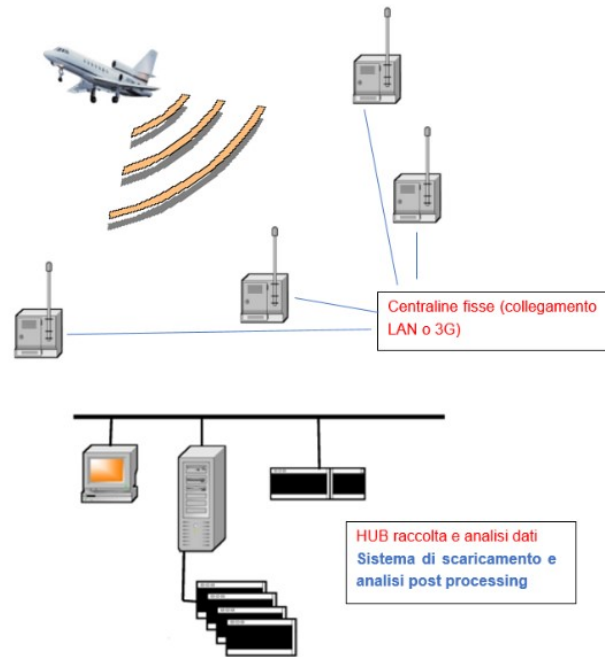 Centraline fisse (collegamento
LAN o 3G)
HUB raccolta e analisi dati
Sistema di scaricamento e
analisi post processing